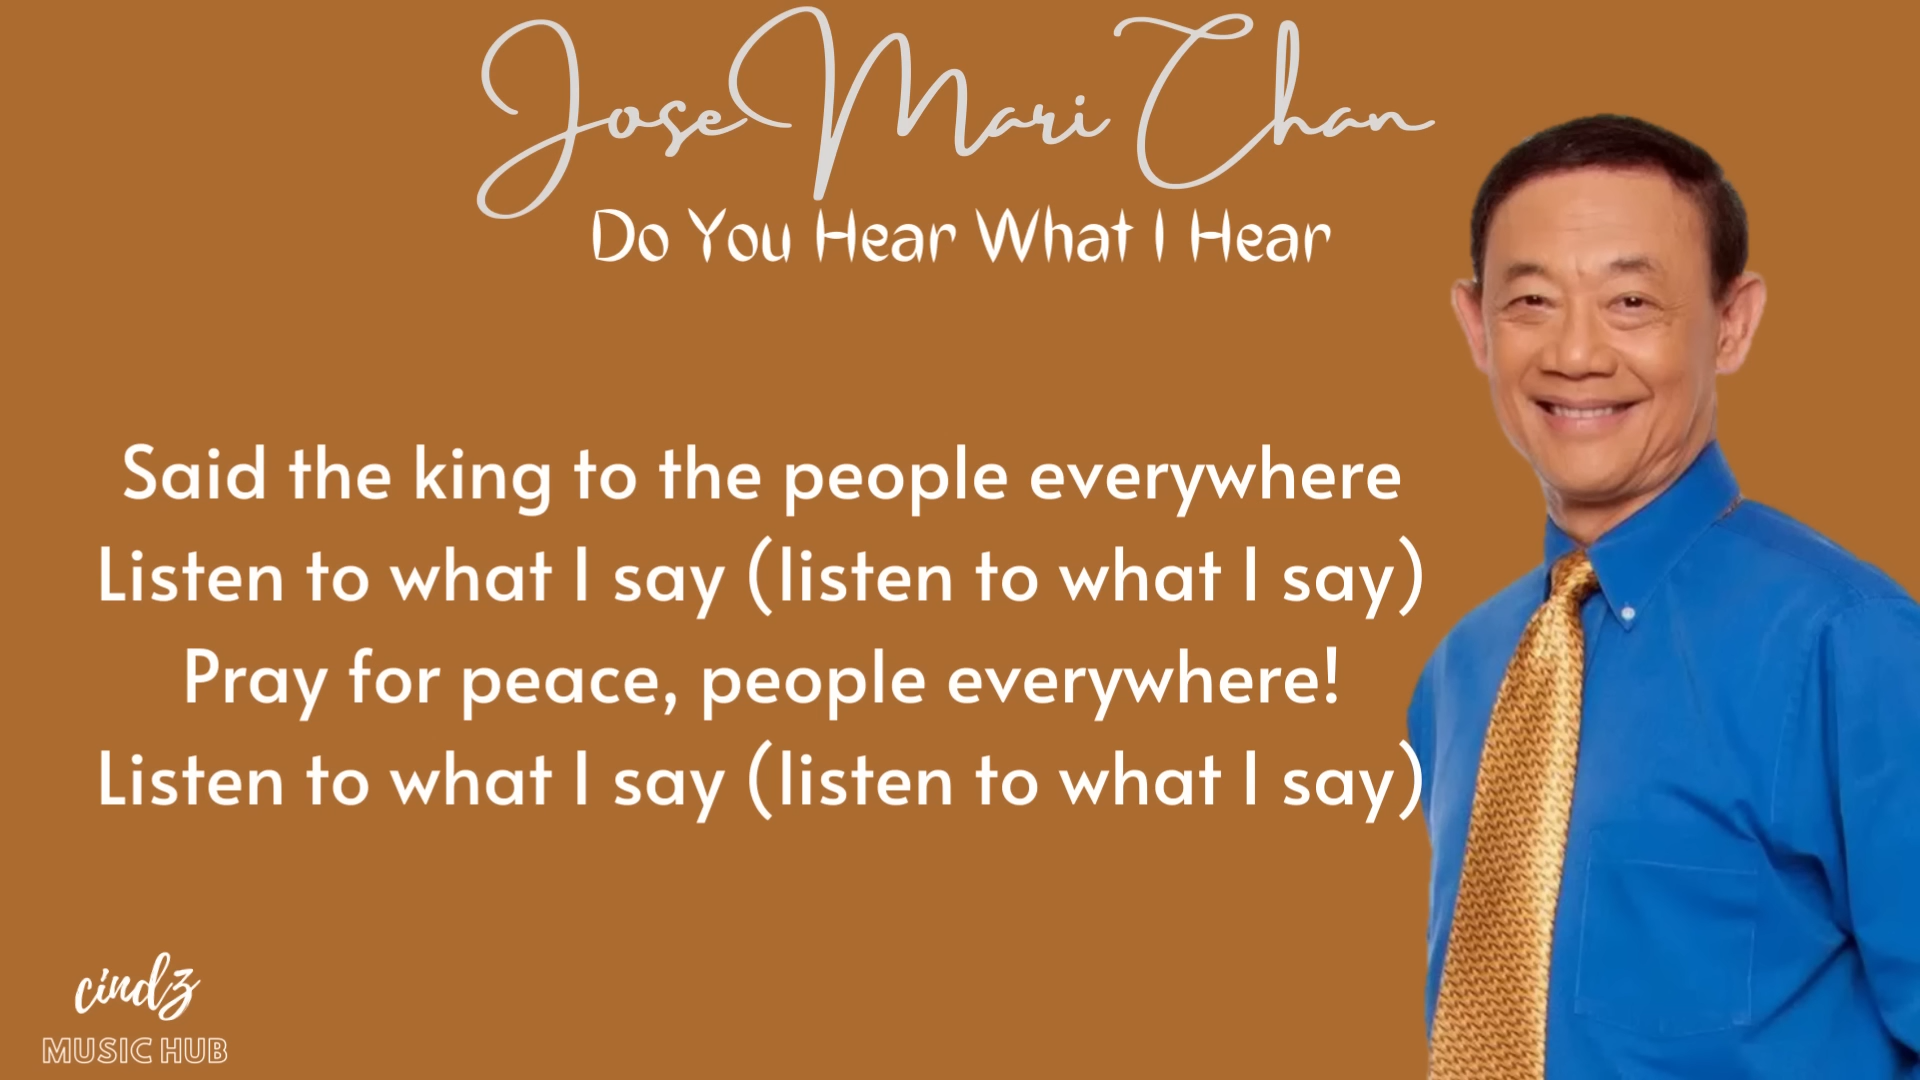 Jose Mari Chan
Do You Hear What I Hear
Said the king to the people everywhere
Listen to what I say (listen to what I say)
Pray for peace, people everywhere!
Listen to what I say (listen to what I say)
cindz
MUSIC HUB